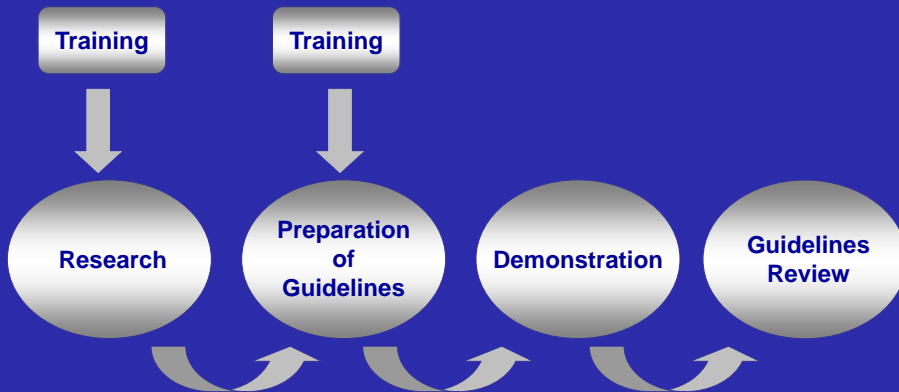 Training
Training
Research
Preparation
of
Guidelines
Demonstration
Guidelines
Review